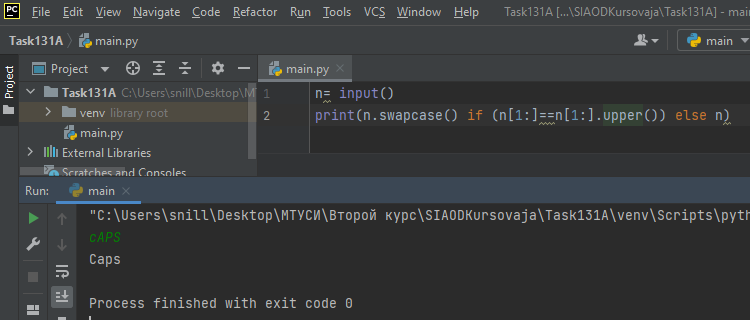 PC File Edit View Navigate Code Refactor Run Tools VCS Window Help Task131A [...\SIAODKursovaja\Task131A] - mai
Task131A main.py main
Project main.py
Project
Task131A C:\Users\snill\Desktop\М
venv library root
main.py
External Libraries
Scratches and Consoles
1 n= input()
2 print(n.swapcase() if (n[1:]==n[1:].upper()) else n)
Run: main
"C:\Users\snill\Desktop\МТУСИ\Второй курс\SIAODKursovaja\Task131A\venv\Scripts\pyth
cAPS
Caps
Process finished with exit code 0